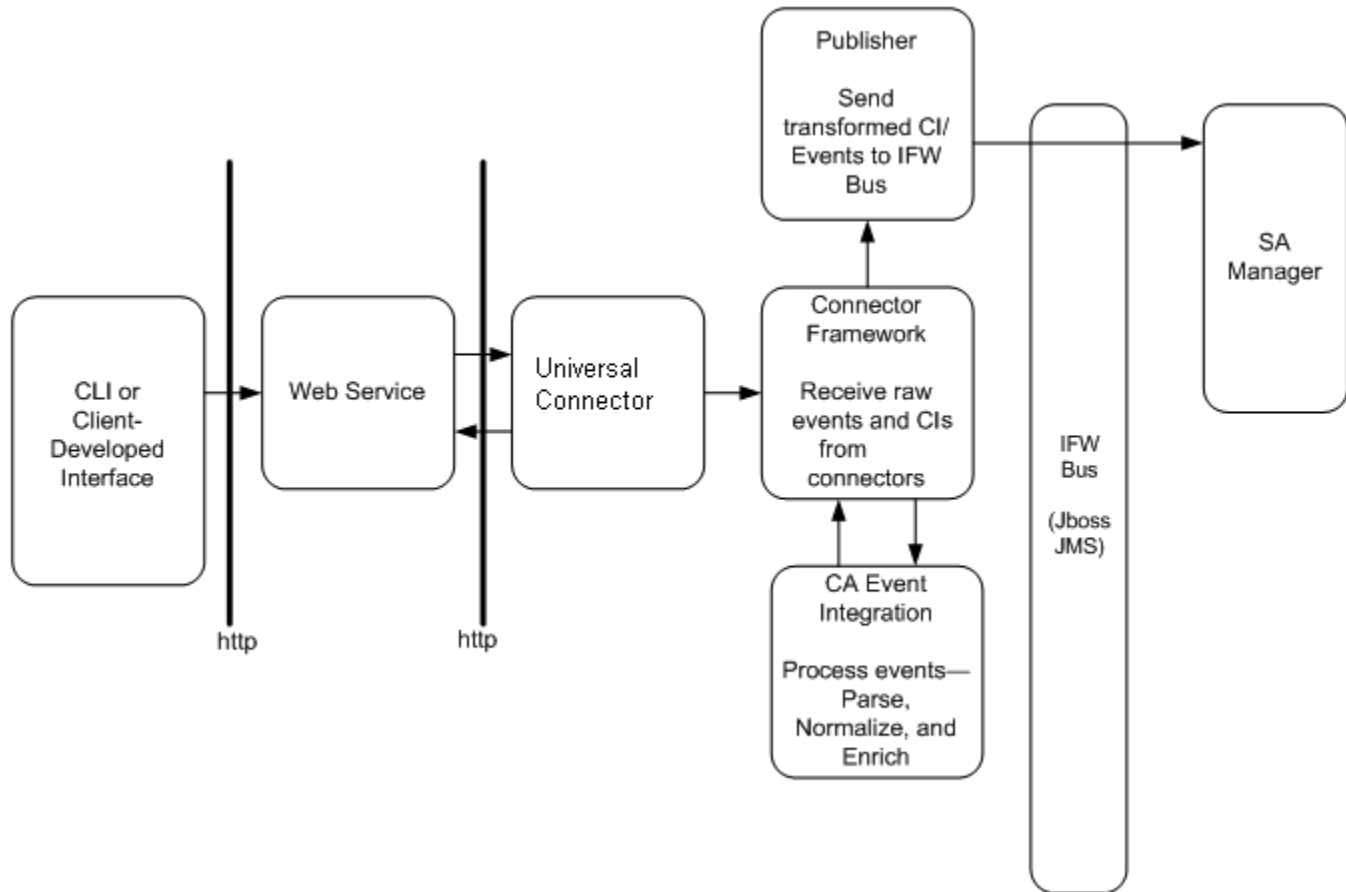 CLI or
Client-
Developed
Interface
http
Web Service
http
Universal
Connector
Publisher
Send
transformed CI/
Events to IFW
Bus
Connector
Framework
Receive raw
events and CIs
from
connectors
CA Event
Integration
Process events—
Parse,
Normalize, and
Enrich
IFW
Bus
(Jboss
JMS)
SA
Manager